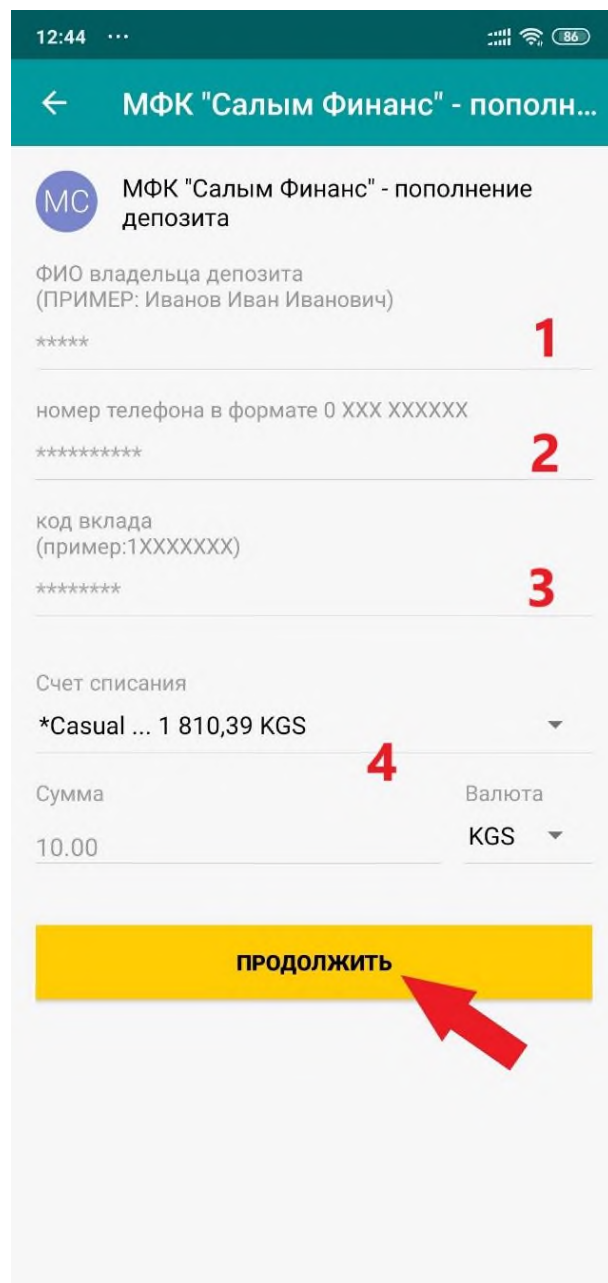 12:44 ...
86
МФК "Салым Финанс" - пополн...
МС
МФК "Салым Финанс" - пополнение
депозита
ФИО владельца депозита
(ПРИМЕР: Иванов Иван Иванович)
*****
1
номер телефона в формате 0 XXX XXXXXX
**********
2
код вклада
(пример:1XXXXXXX)
********
3
Счет списания
*Casual ... 1 810,39 KGS
4
Сумма
Валюта
10.00
KGS
ПРОДОЛЖИТЬ